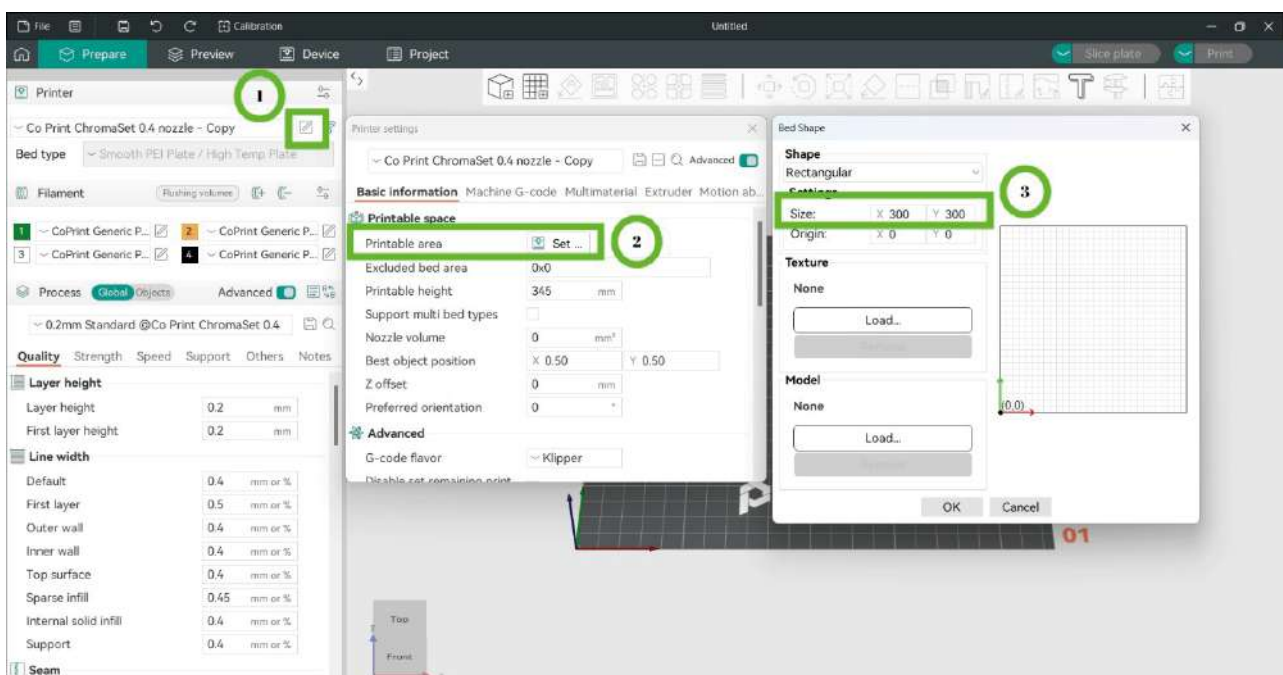 File
Calibration
Untitled
Prepare
Preview
Device
Project
Slice plate
Print
Printer
1
Co Print ChromaSet 0.4 nozzle - Copy
Bed type
Smooth PEI Plate / High Temp Plate
Filament
Flushing volumes
1 CoPrint Generic P...
2 CoPrint Generic P...
3 CoPrint Generic P...
4 CoPrint Generic P...
Process Global Objects Advanced
0.2mm Standard @Co Print ChromaSet 0.4
Quality Strength Speed Support Others Notes
Layer height
Layer height 0.2 mm
First layer height 0.2 mm
Line width
Default 0.4 mm or %
First layer 0.5 mm or %
Outer wall 0.4 mm or %
Inner wall 0.4 mm or %
Top surface 0.4 mm or %
Sparse infill 0.45 mm or %
Internal solid infill 0.4 mm or %
Support 0.4 mm or %
Seam
Printer settings
Co Print ChromaSet 0.4 nozzle - Copy Advanced
Basic information Machine G-code Multimaterial Extruder Motion ab...
Printable space
Printable area Set ... 2
Excluded bed area 0x0
Printable height 345 mm
Support multi bed types
Nozzle volume 0 mm³
Best object position X 0.50 Y 0.50
Z offset 0 mm
Preferred orientation 0 °
Advanced
G-code flavor Klipper
Disable set remaining print
Bed Shape
Shape
Rectangular
Settings
3
Size: X 300 Y 300
Origin: X 0 Y 0
Texture
None
Load...
Remove
Model
None
Load...
Remove
(0,0)
OK Cancel
01
Top
Front